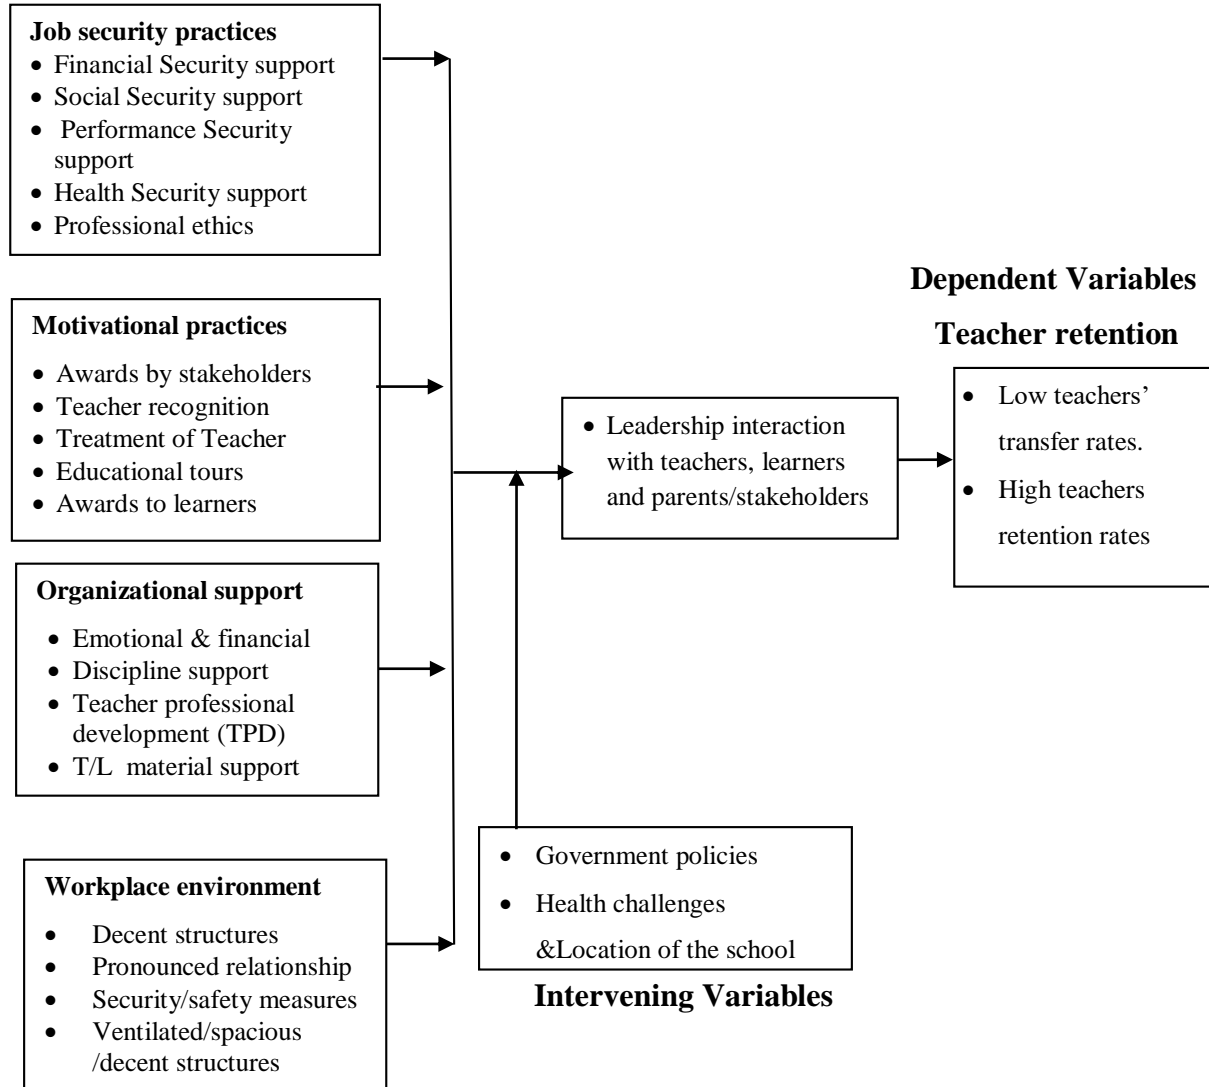 Job security practices
• Financial Security support
• Social Security support
• Performance Security
support
• Health Security support
• Professional ethics
Motivational practices
• Awards by stakeholders
• Teacher recognition
• Treatment of Teacher
• Educational tours
• Awards to learners
Organizational support
• Emotional & financial
• Discipline support
• Teacher professional
development (TPD)
• T/L material support
Workplace environment
• Decent structures
• Pronounced relationship
• Security/safety measures
• Ventilated/spacious
/decent structures
• Leadership interaction
with teachers, learners
and parents/stakeholders
• Government policies
• Health challenges
&Location of the school
Intervening Variables
Dependent Variables
Teacher retention
• Low teachers’
transfer rates.
• High teachers
retention rates